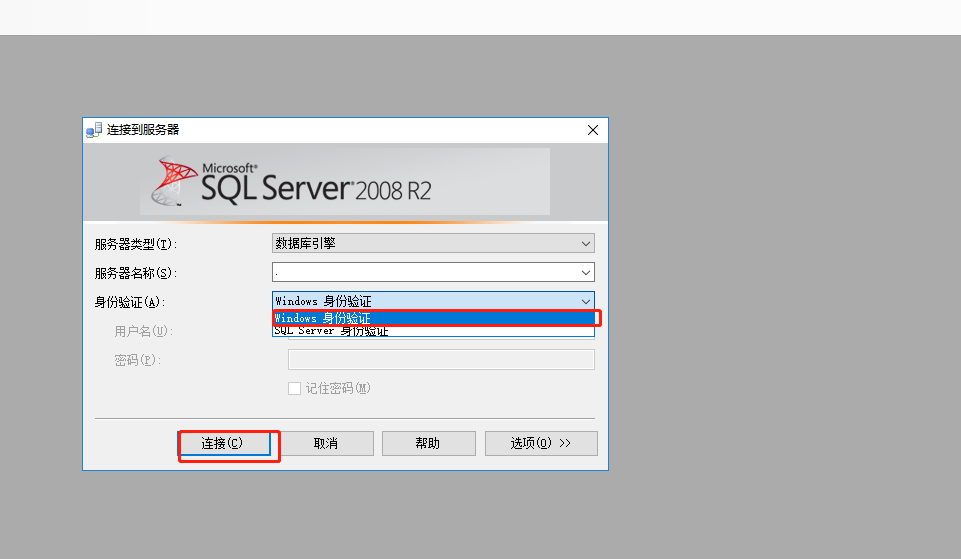 连接到服务器
Microsoft®
SQL Server® 2008 R2
服务器类型(T):
数据库引擎
服务器名称(S):
.
身份验证(A):
Windows 身份验证
Windows 身份验证
SQL Server 身份验证
用户名(U):
密码(P):
记住密码(M)
连接(C)
取消
帮助
选项(O) >>